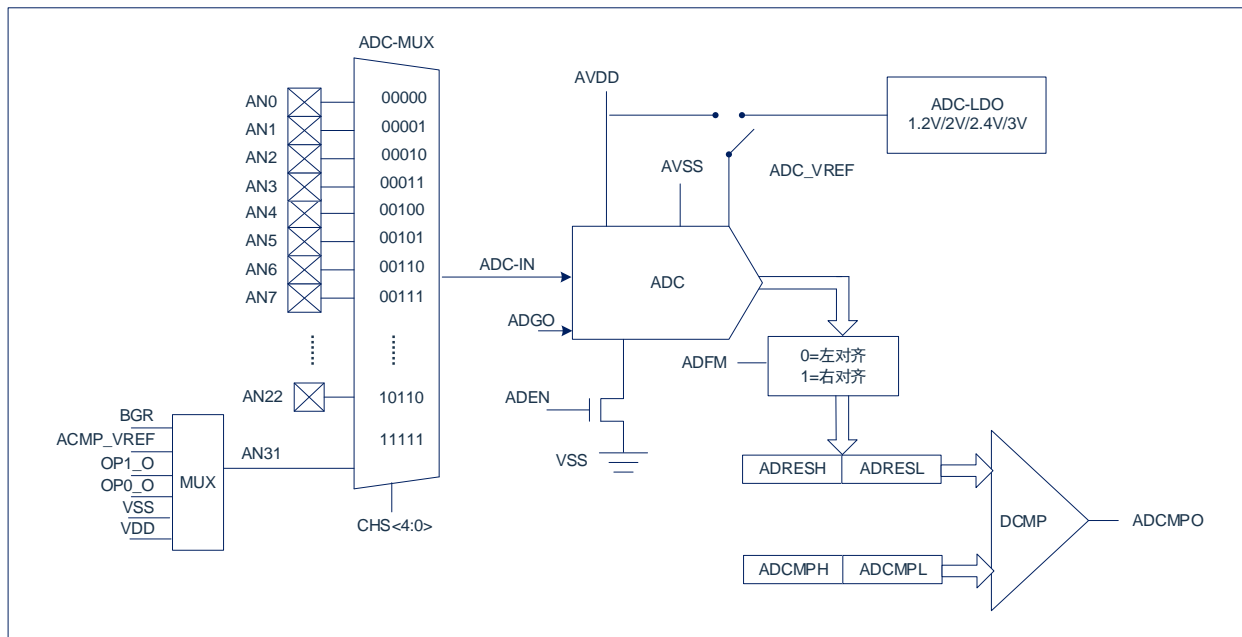 ADC-MUX
AN0
00000
AN1
00001
AN2
00010
AN3
00011
AN4
00100
AN5
00101
AN6
00110
AN7
00111
AN22
10110
11111
BGR
ACMP_VREF
OP1_O
OP0_O
VSS
VDD
MUX
AN31
CHS<4:0>
AVDD
ADC-LDO
1.2V/2V/2.4V/3V
AVSS
ADC_VREF
ADC-IN
ADC
ADGO
ADEN
VSS
ADFM
0=左对齐
1=右对齐
ADRESH
ADRESL
DCMP
ADCMPO
ADCMPH
ADCMPL